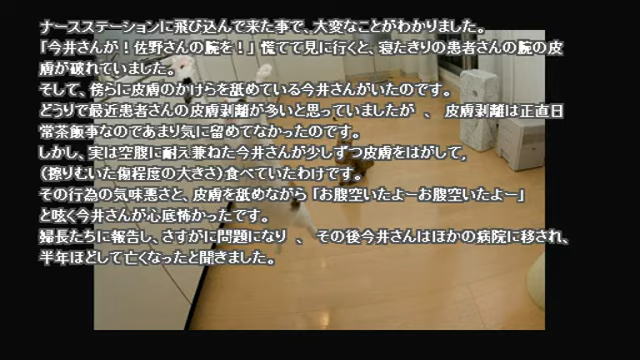 ナースステーションに飛び込んで来た事で、大変なことがわかりました。
「今井さんが！佐野さんの腕を！」 慌てて見に行くと、寝たきりの患者さんの腕の皮
膚が破れていました。
そして、傍らに皮膚のかけらを舐めている今井さんがいたのです。
どうりで最近患者さんの皮膚剥離が多いと思っていましたが 、 皮膚剥離は正直日
常茶飯事なのであまり気に留めてなかったのです。
しかし、実は空腹に耐え兼ねた今井さんが少しずつ皮膚をはがして,
（擦りむいた傷程度の大きさ）食べていたわけです。
その行為の気味悪さと、皮膚を舐めながら 「お腹空いたよーお腹空いたよー」
と呟く今井さんが心底怖かったです。
婦長たちに報告し、さすがに問題になり 、 その後今井さんはほかの病院に移され、
半年ほどして亡くなったと聞きました。